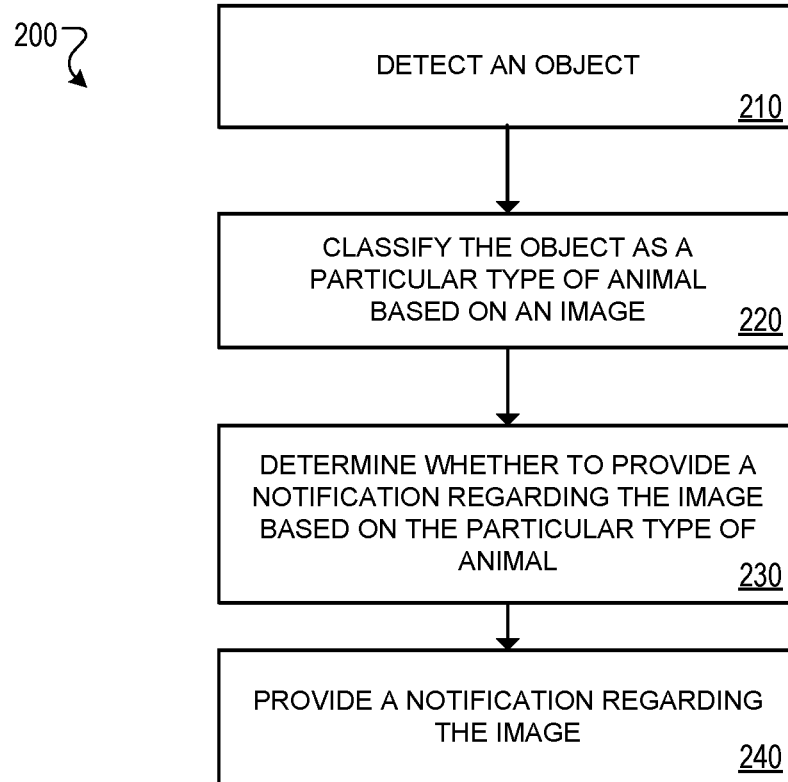 200
DETECT AN OBJECT
210
CLASSIFY THE OBJECT AS A
PARTICULAR TYPE OF ANIMAL
BASED ON AN IMAGE
220
DETERMINE WHETHER TO PROVIDE A
NOTIFICATION REGARDING THE IMAGE
BASED ON THE PARTICULAR TYPE OF
ANIMAL
230
PROVIDE A NOTIFICATION REGARDING
THE IMAGE
240